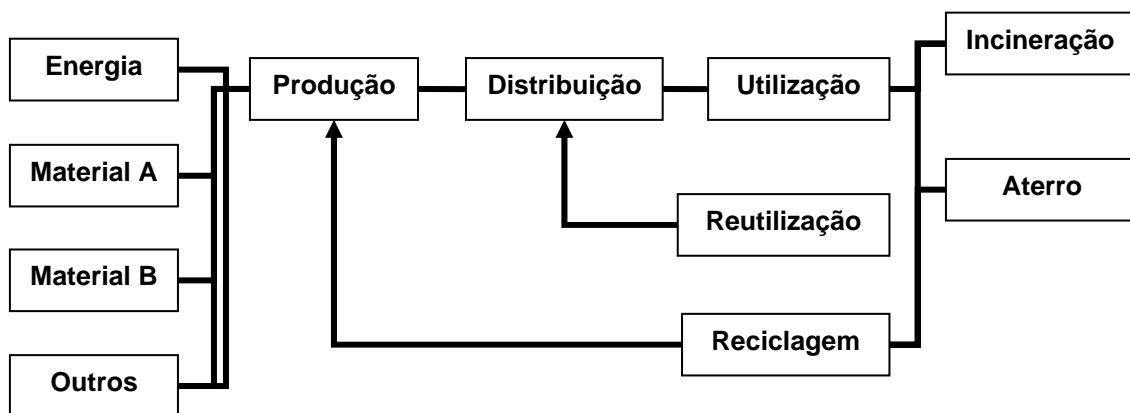 Energia
Material A
Material B
Outros
Produção
Distribuição
Utilização
Reutilização
Reciclagem
Incineração
Aterro